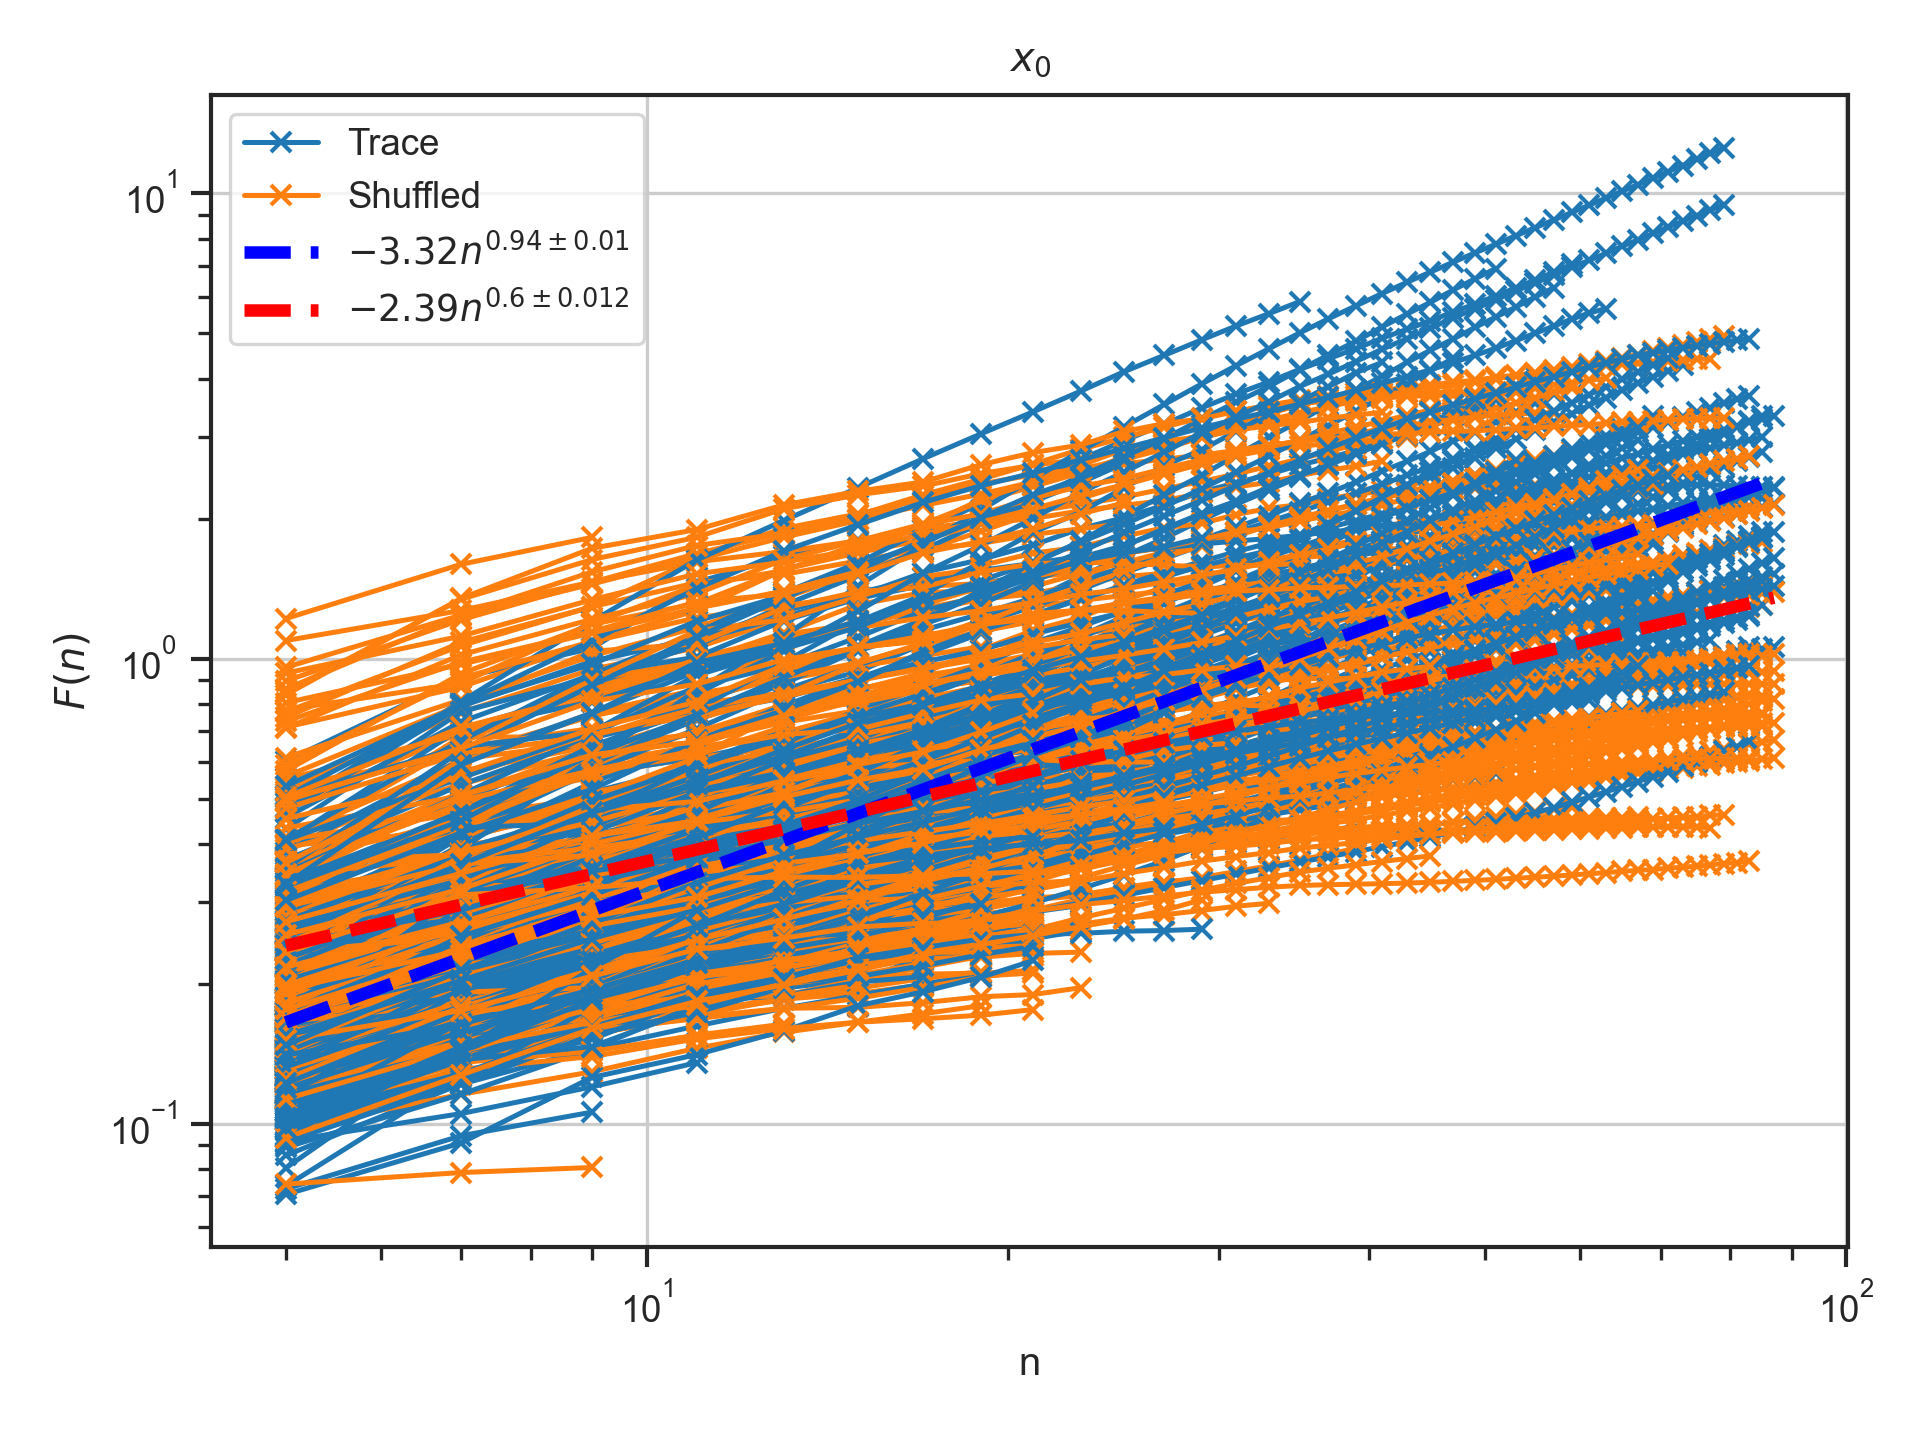 x₀
Trace
Shuffled
−3.32n^{0.94±0.01}
−2.39n^{0.6±0.012}
F(n)
10¹
10⁰
10⁻¹
10¹
10²
n